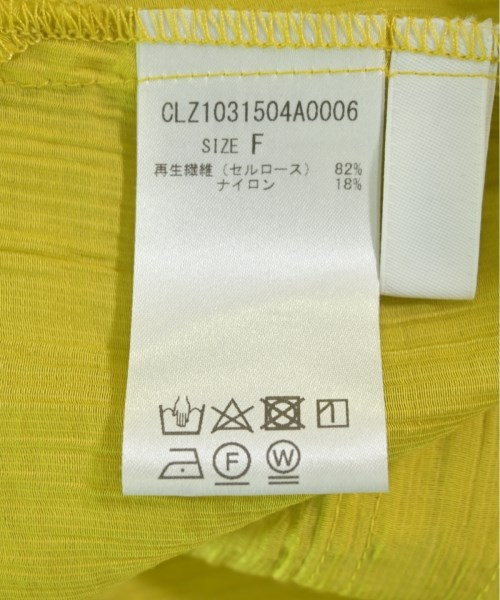 CLZ1031504A0006
SIZE F
再生繊維（セルロース） 82%
ナイロン 18%
F W